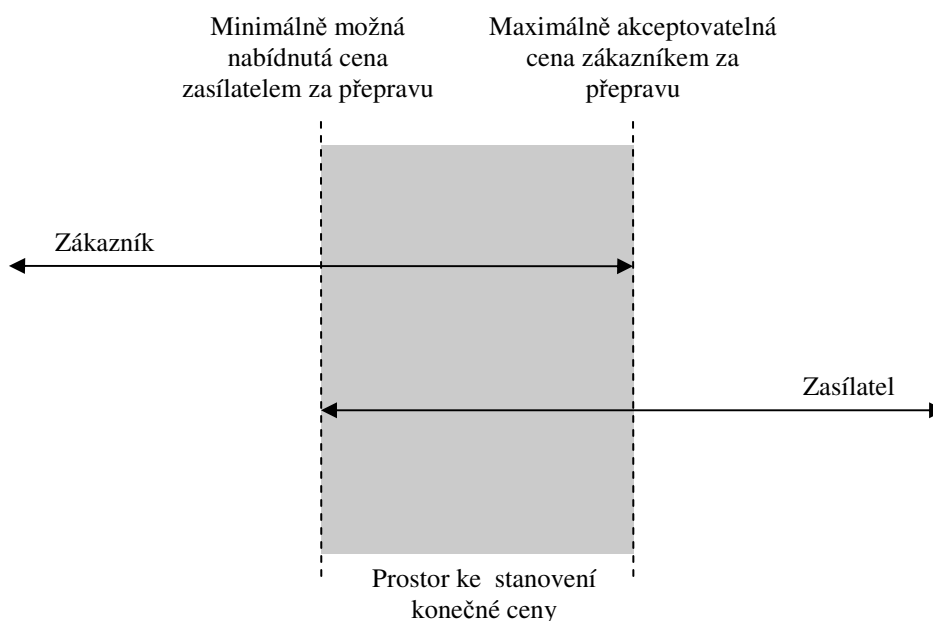 Minimálně možná
nabídnutá cena
zasílatelem za přepravu
Maximálně akceptovatelná
cena zákazníkem za
přepravu
Zákazník
Zasílatel
Prostor ke stanovení
konečné ceny